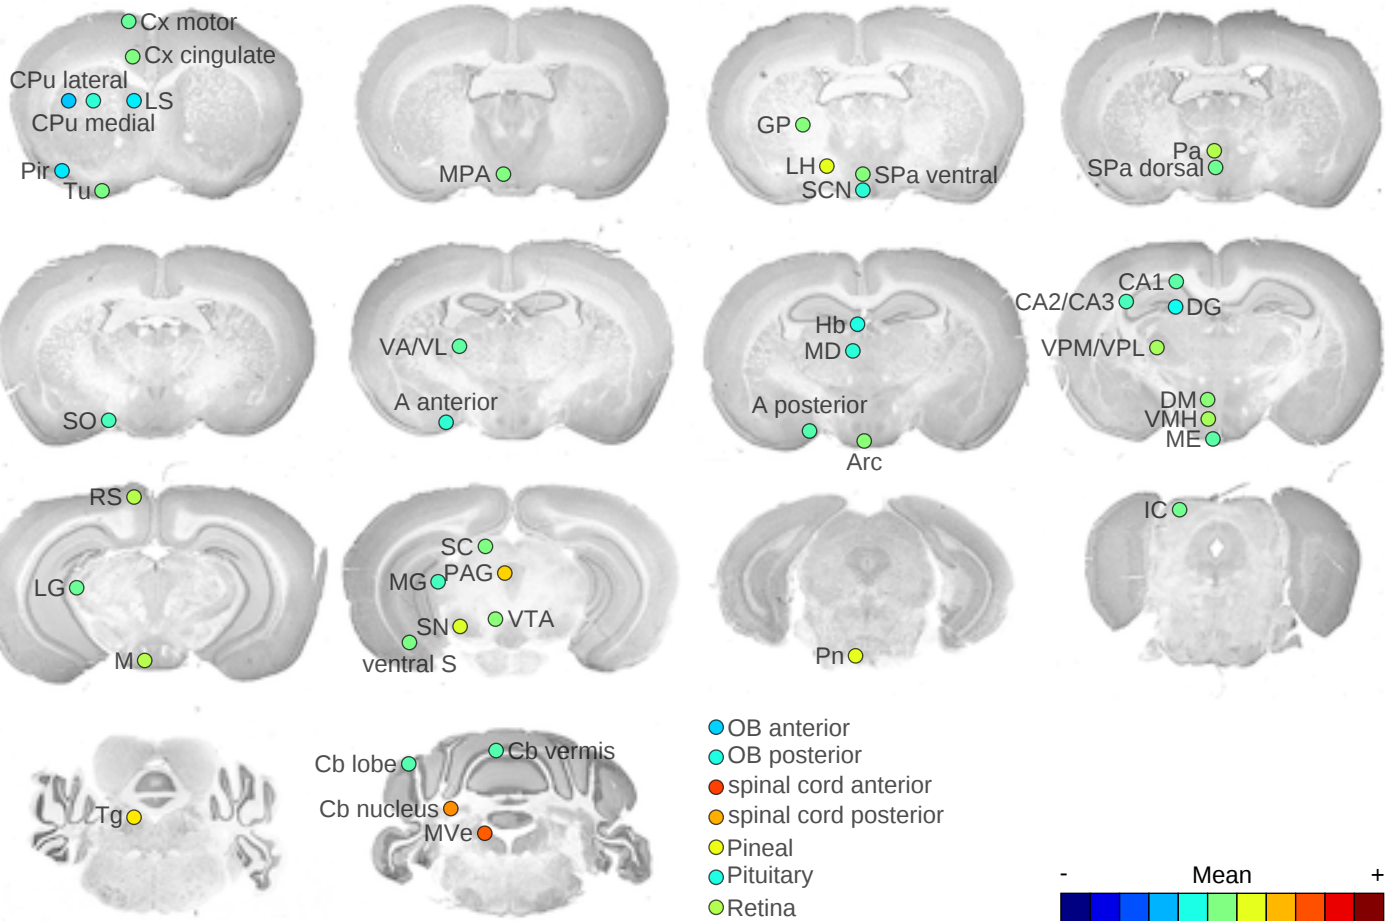 Cx motor
Cx cingulate
CPu lateral
LS
CPu medial
Pir
Tu
MPA
GP
LH
SPa ventral
SCN
Pa
SPa dorsal
SO
VA/VL
A anterior
Hb
MD
A posterior
Arc
CA1
CA2/CA3
DG
VPM/VPL
DM
VMH
ME
RS
LG
M
SC
MG
PAG
SN
VTA
ventral S
Pn
IC
Tg
Cb lobe
Cb vermis
Cb nucleus
MVe
OB anterior
OB posterior
spinal cord anterior
spinal cord posterior
Pineal
Pituitary
Retina
- Mean +